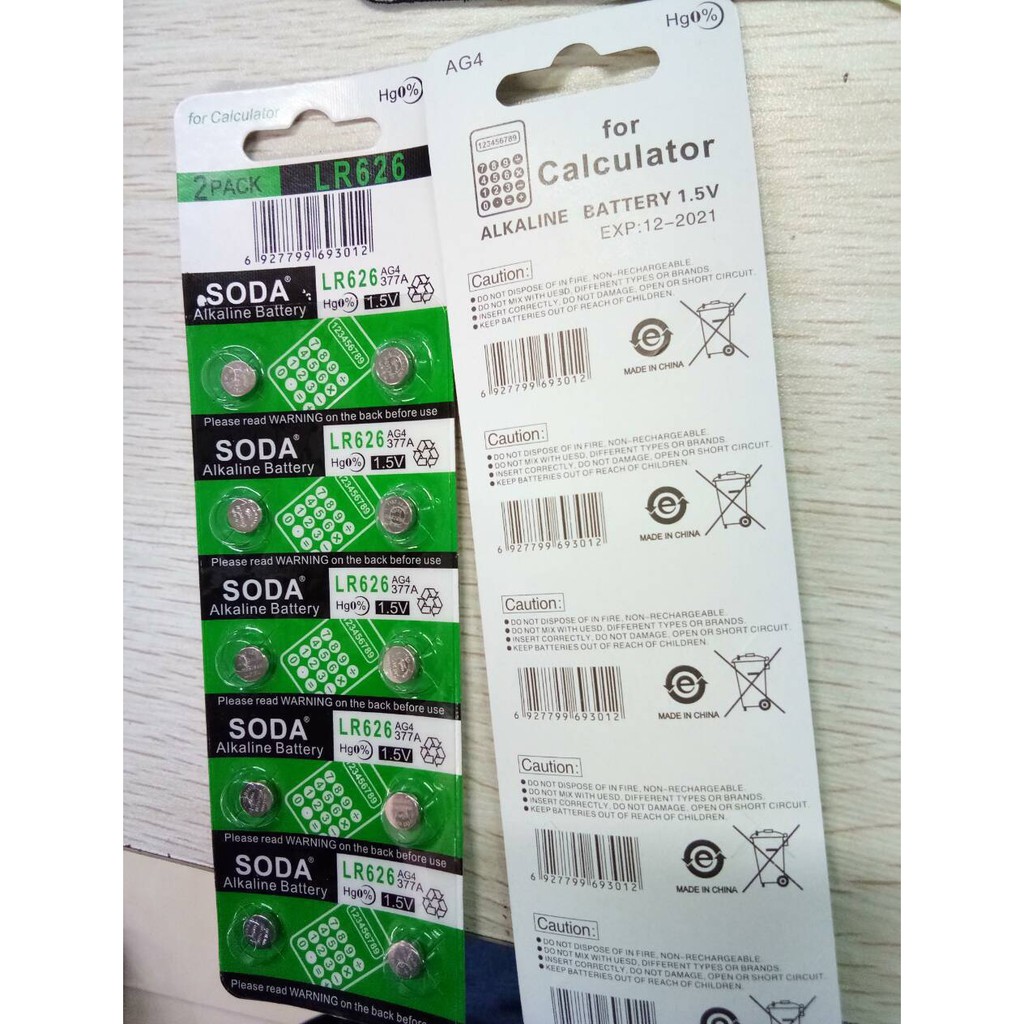 for Calculator
Hg0%
2PACK LR626
6 927799 693012
SODA® LR626 AG4 377A
Alkaline Battery Hg0% 1.5V
123456789
789÷
456×
123−
0·=+
Please read WARNING on the back before use
SODA® LR626 AG4 377A
Alkaline Battery Hg0% 1.5V
123456789
Please read WARNING on the back before use
SODA® LR626 AG4 377A
Alkaline Battery Hg0% 1.5V
123456789
Please read WARNING on the back before use
SODA® LR626 AG4 377A
Alkaline Battery Hg0% 1.5V
123456789
Please read WARNING on the back before use
SODA® LR626 AG4 377A
Alkaline Battery Hg0% 1.5V
123456789
Please read WARNING on the back before use
AG4
Hg0%
123456789
for
Calculator
ALKALINE BATTERY 1.5V
EXP:12-2021
Caution:
●DO NOT DISPOSE OF IN FIRE, NON-RECHARGEABLE.
●DO NOT MIX WITH UESD, DIFFERENT TYPES OR BRANDS.
●INSERT CORRECTLY, DO NOT DAMAGE, OPEN OR SHORT CIRCUIT.
●KEEP BATTERIES OUT OF REACH OF CHILDREN.
6 927799 693012
MADE IN CHINA
Caution:
●DO NOT DISPOSE OF IN FIRE, NON-RECHARGEABLE.
●DO NOT MIX WITH UESD, DIFFERENT TYPES OR BRANDS.
●INSERT CORRECTLY, DO NOT DAMAGE, OPEN OR SHORT CIRCUIT.
●KEEP BATTERIES OUT OF REACH OF CHILDREN.
6 927799 693012
MADE IN CHINA
Caution:
●DO NOT DISPOSE OF IN FIRE, NON-RECHARGEABLE.
●DO NOT MIX WITH UESD, DIFFERENT TYPES OR BRANDS.
●INSERT CORRECTLY, DO NOT DAMAGE, OPEN OR SHORT CIRCUIT.
●KEEP BATTERIES OUT OF REACH OF CHILDREN.
6 927799 693012
MADE IN CHINA
Caution:
●DO NOT DISPOSE OF IN FIRE, NON-RECHARGEABLE.
●DO NOT MIX WITH UESD, DIFFERENT TYPES OR BRANDS.
●INSERT CORRECTLY, DO NOT DAMAGE, OPEN OR SHORT CIRCUIT.
●KEEP BATTERIES OUT OF REACH OF CHILDREN.
6 927799 693012
MADE IN CHINA
Caution:
●DO NOT DISPOSE OF IN FIRE, NON-RECHARGEABLE.
●DO NOT MIX WITH UESD, DIFFERENT TYPES OR BRANDS.
●INSERT CORRECTLY, DO NOT DAMAGE, OPEN OR SHORT CIRCUIT.
●KEEP BATTERIES OUT OF REACH OF CHILDREN.